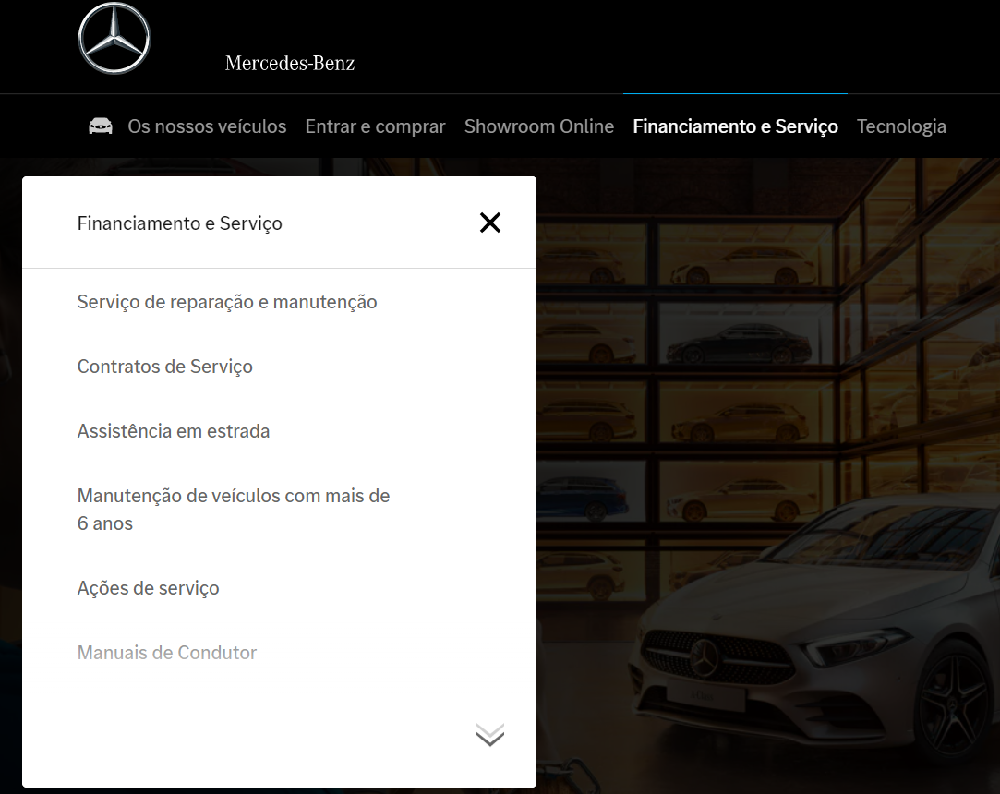 Mercedes-Benz
Os nossos veículos Entrar e comprar Showroom Online Financiamento e Serviço Tecnologia
Financiamento e Serviço
Serviço de reparação e manutenção
Contratos de Serviço
Assistência em estrada
Manutenção de veículos com mais de
6 anos
Ações de serviço
Manuais de Condutor